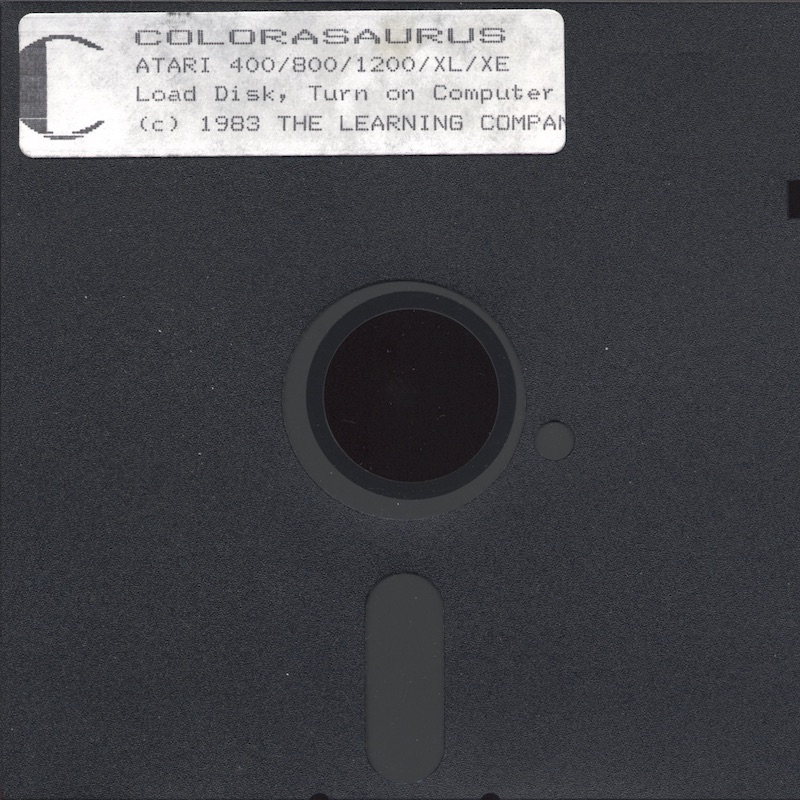 COLORASAURUS
ATARI 400/800/1200/XL/XE
Load Disk, Turn on Computer
(c) 1983 THE LEARNING COMPAN